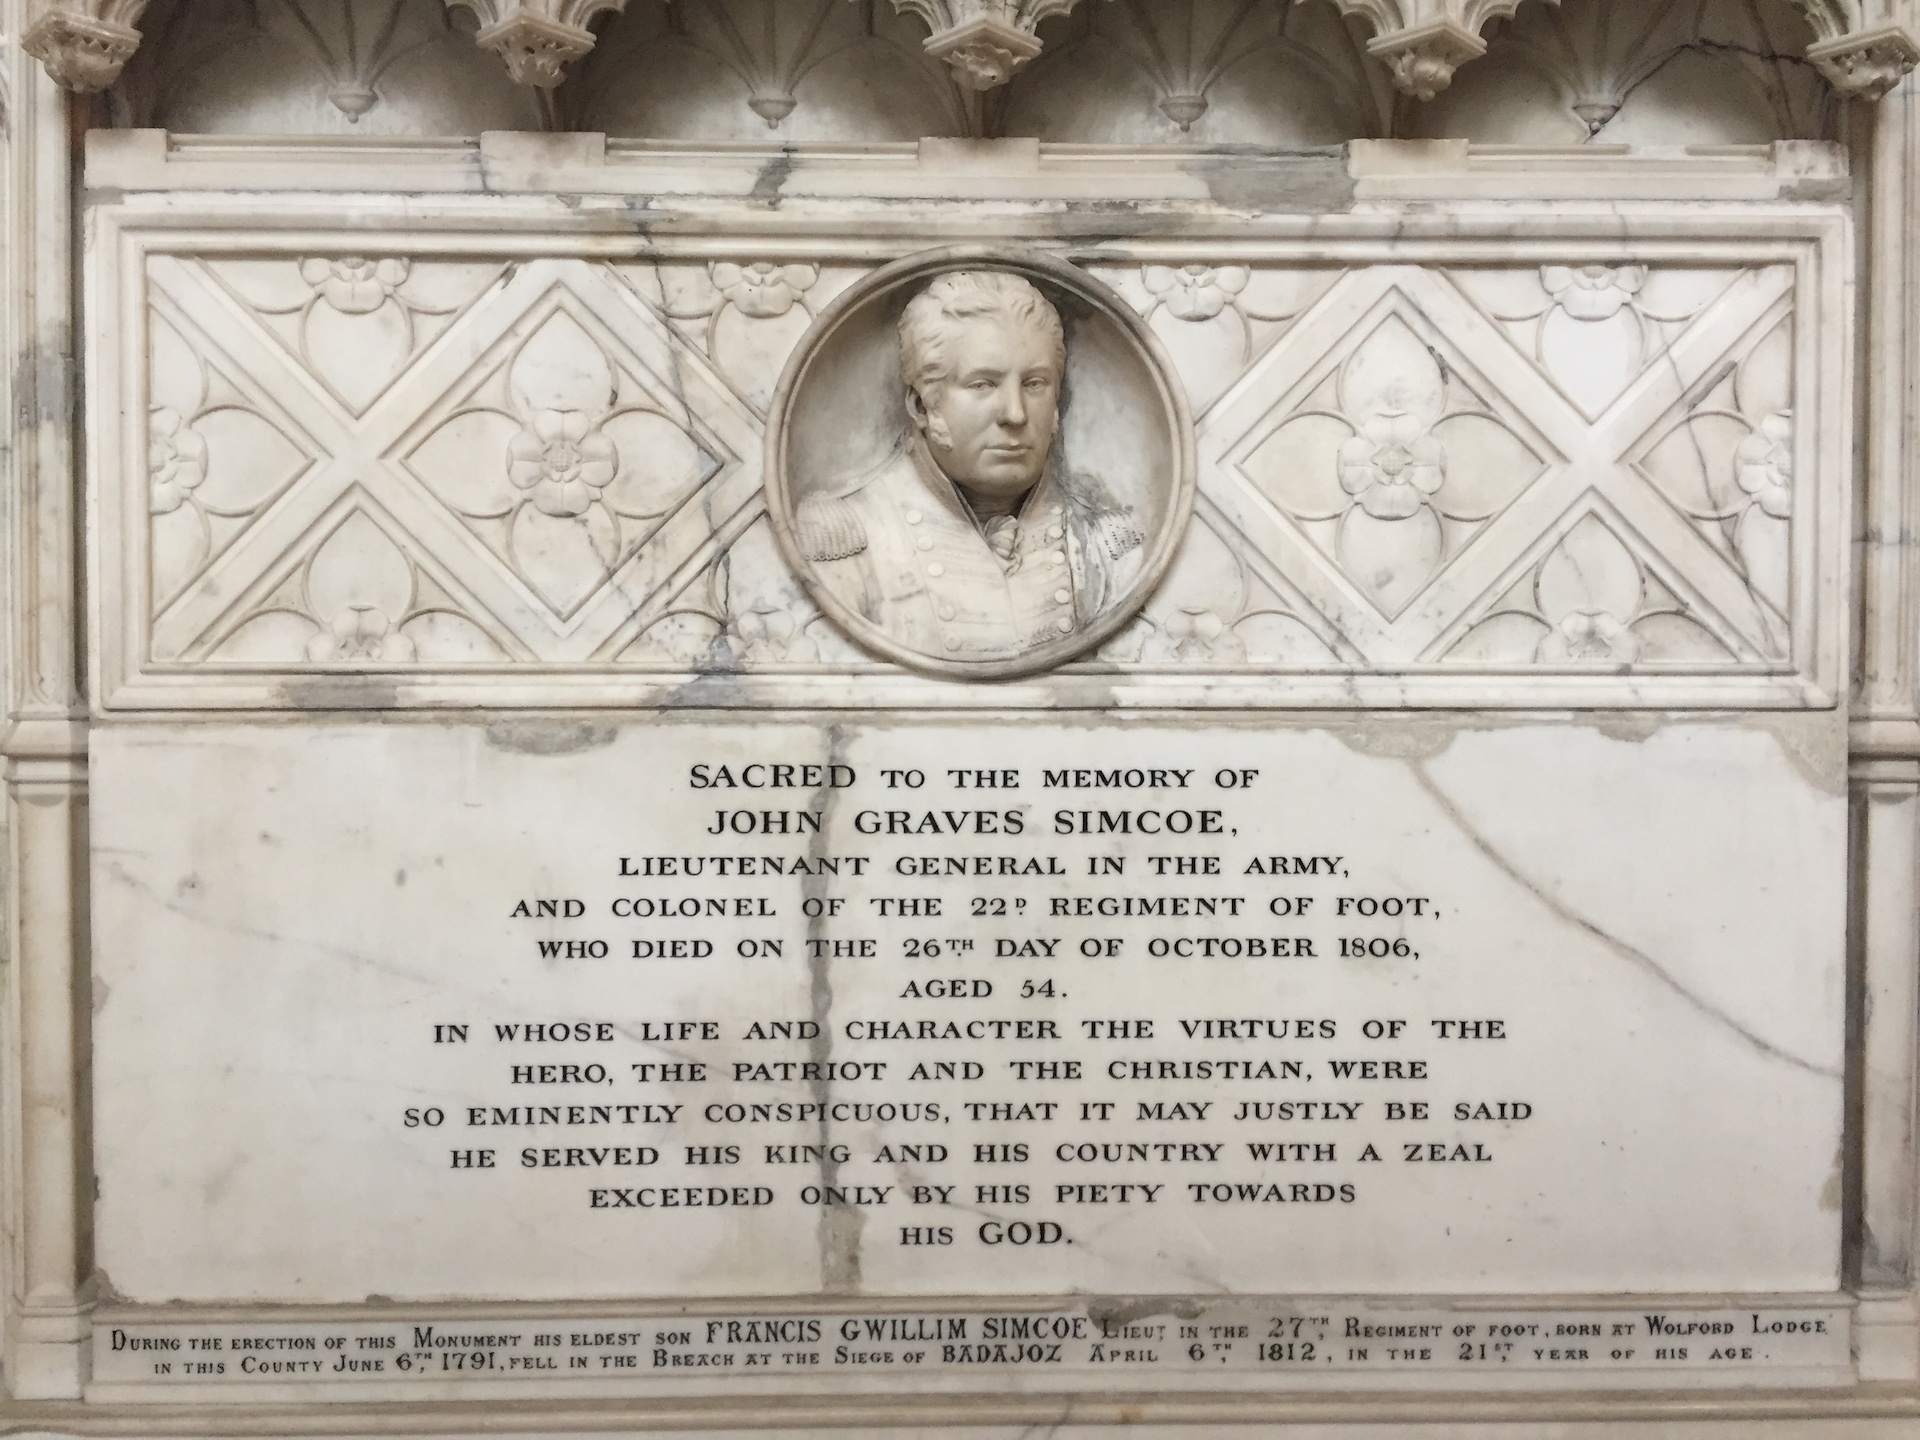 SACRED TO THE MEMORY OF
JOHN GRAVES SIMCOE,
LIEUTENANT GENERAL IN THE ARMY,
AND COLONEL OF THE 22D REGIMENT OF FOOT,
WHO DIED ON THE 26TH DAY OF OCTOBER 1806,
AGED 54.
IN WHOSE LIFE AND CHARACTER THE VIRTUES OF THE
HERO, THE PATRIOT AND THE CHRISTIAN, WERE
SO EMINENTLY CONSPICUOUS, THAT IT MAY JUSTLY BE SAID
HE SERVED HIS KING AND HIS COUNTRY WITH A ZEAL
EXCEEDED ONLY BY HIS PIETY TOWARDS
HIS GOD.
DURING THE ERECTION OF THIS MONUMENT HIS ELDEST SON FRANCIS GWILLIM SIMCOE LIEUT IN THE 27TH, REGIMENT OF FOOT, BORN AT WOLFORD LODGE
IN THIS COUNTY JUNE 6TH, 1791, FELL IN THE BREACH AT THE SIEGE OF BADAJOZ APRIL 6TH, 1812, IN THE 21ST, YEAR OF HIS AGE.